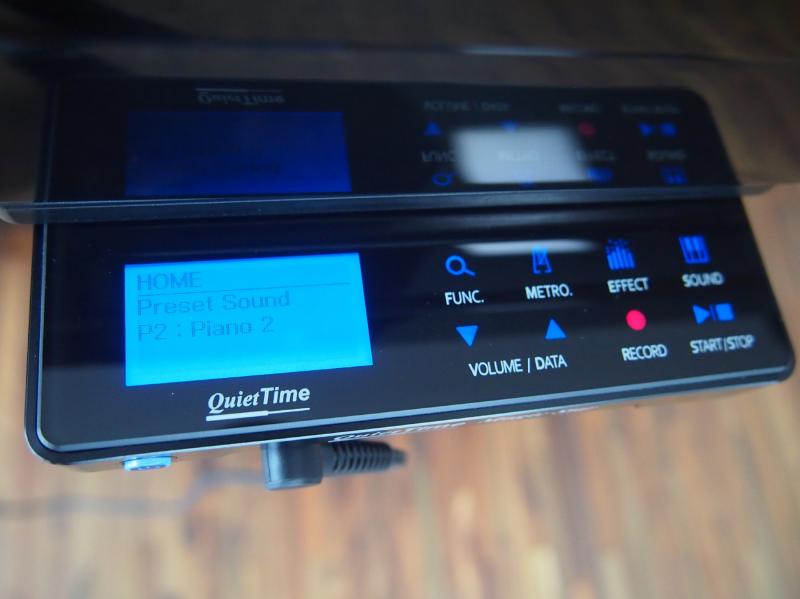 HOME
Preset Sound
P2 : Piano 2
QuietTime
FUNC.
METRO.
EFFECT
SOUND
VOLUME / DATA
RECORD
START/STOP